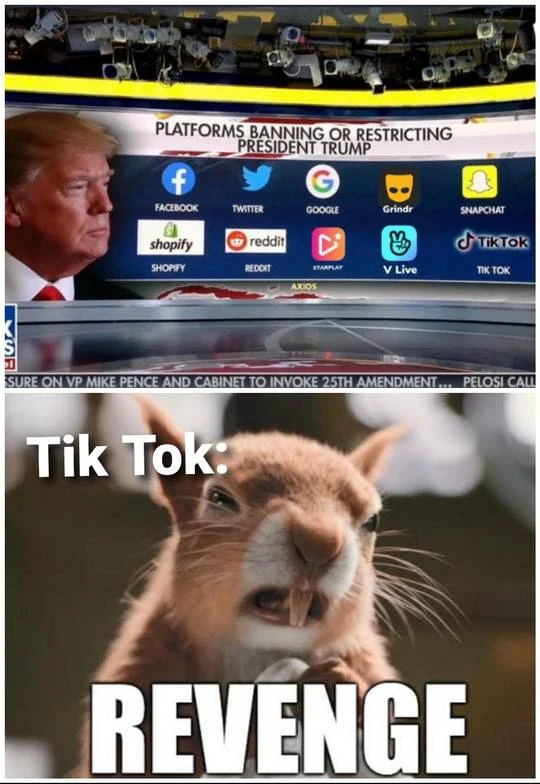 PLATFORMS BANNING OR RESTRICTING
PRESIDENT TRUMP
FACEBOOK
TWITTER
GOOGLE
Grindr
SNAPCHAT
shopify
reddit
TikTok
SHOPIFY
REDDIT
STARPLAY
V Live
TIK TOK
AXIOS
SSURE ON VP MIKE PENCE AND CABINET TO INVOKE 25TH AMENDMENT... PELOSI CALL
Tik Tok:
REVENGE